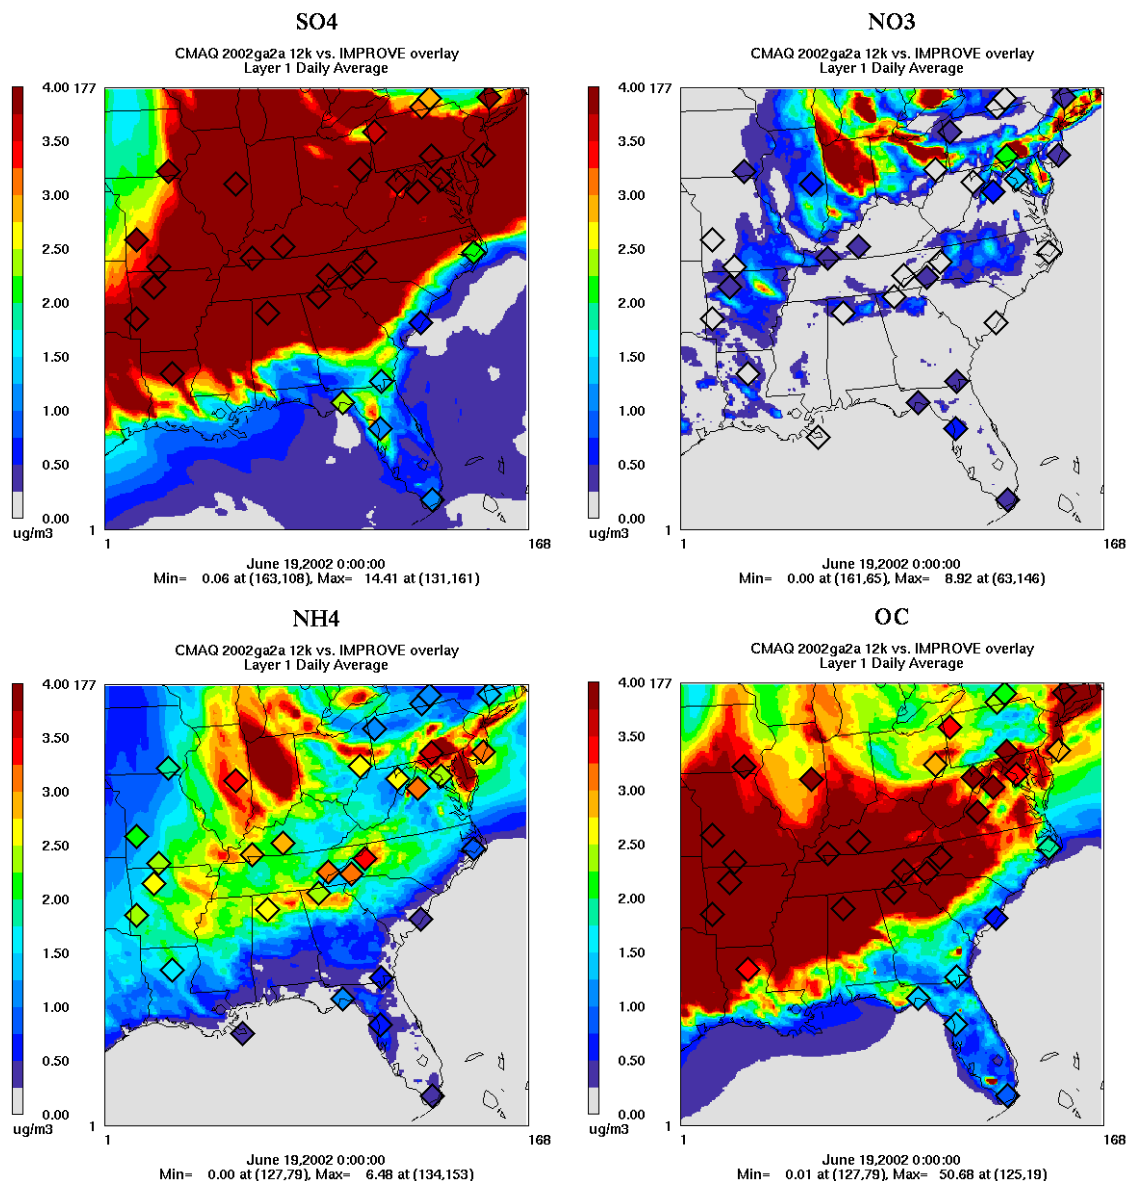 SO4
CMAQ 2002ga2a 12k vs. IMPROVE overlay
Layer 1 Daily Average
4.00 177
3.50
3.00
2.50
2.00
1.50
1.00
0.50
0.00
ug/m3
1
1
168
June 19,2002 0:00:00
Min= 0.06 at (163,108), Max= 14.41 at (131,161)
NO3
CMAQ 2002ga2a 12k vs. IMPROVE overlay
Layer 1 Daily Average
4.00 177
3.50
3.00
2.50
2.00
1.50
1.00
0.50
0.00
ug/m3
1
1
168
June 19,2002 0:00:00
Min= 0.00 at (161,65), Max= 8.92 at (63,146)
NH4
CMAQ 2002ga2a 12k vs. IMPROVE overlay
Layer 1 Daily Average
4.00 177
3.50
3.00
2.50
2.00
1.50
1.00
0.50
0.00
ug/m3
1
1
168
June 19,2002 0:00:00
Min= 0.00 at (127,79), Max= 6.48 at (134,153)
OC
CMAQ 2002ga2a 12k vs. IMPROVE overlay
Layer 1 Daily Average
4.00 177
3.50
3.00
2.50
2.00
1.50
1.00
0.50
0.00
ug/m3
1
1
168
June 19,2002 0:00:00
Min= 0.01 at (127,79), Max= 50.68 at (125,19)